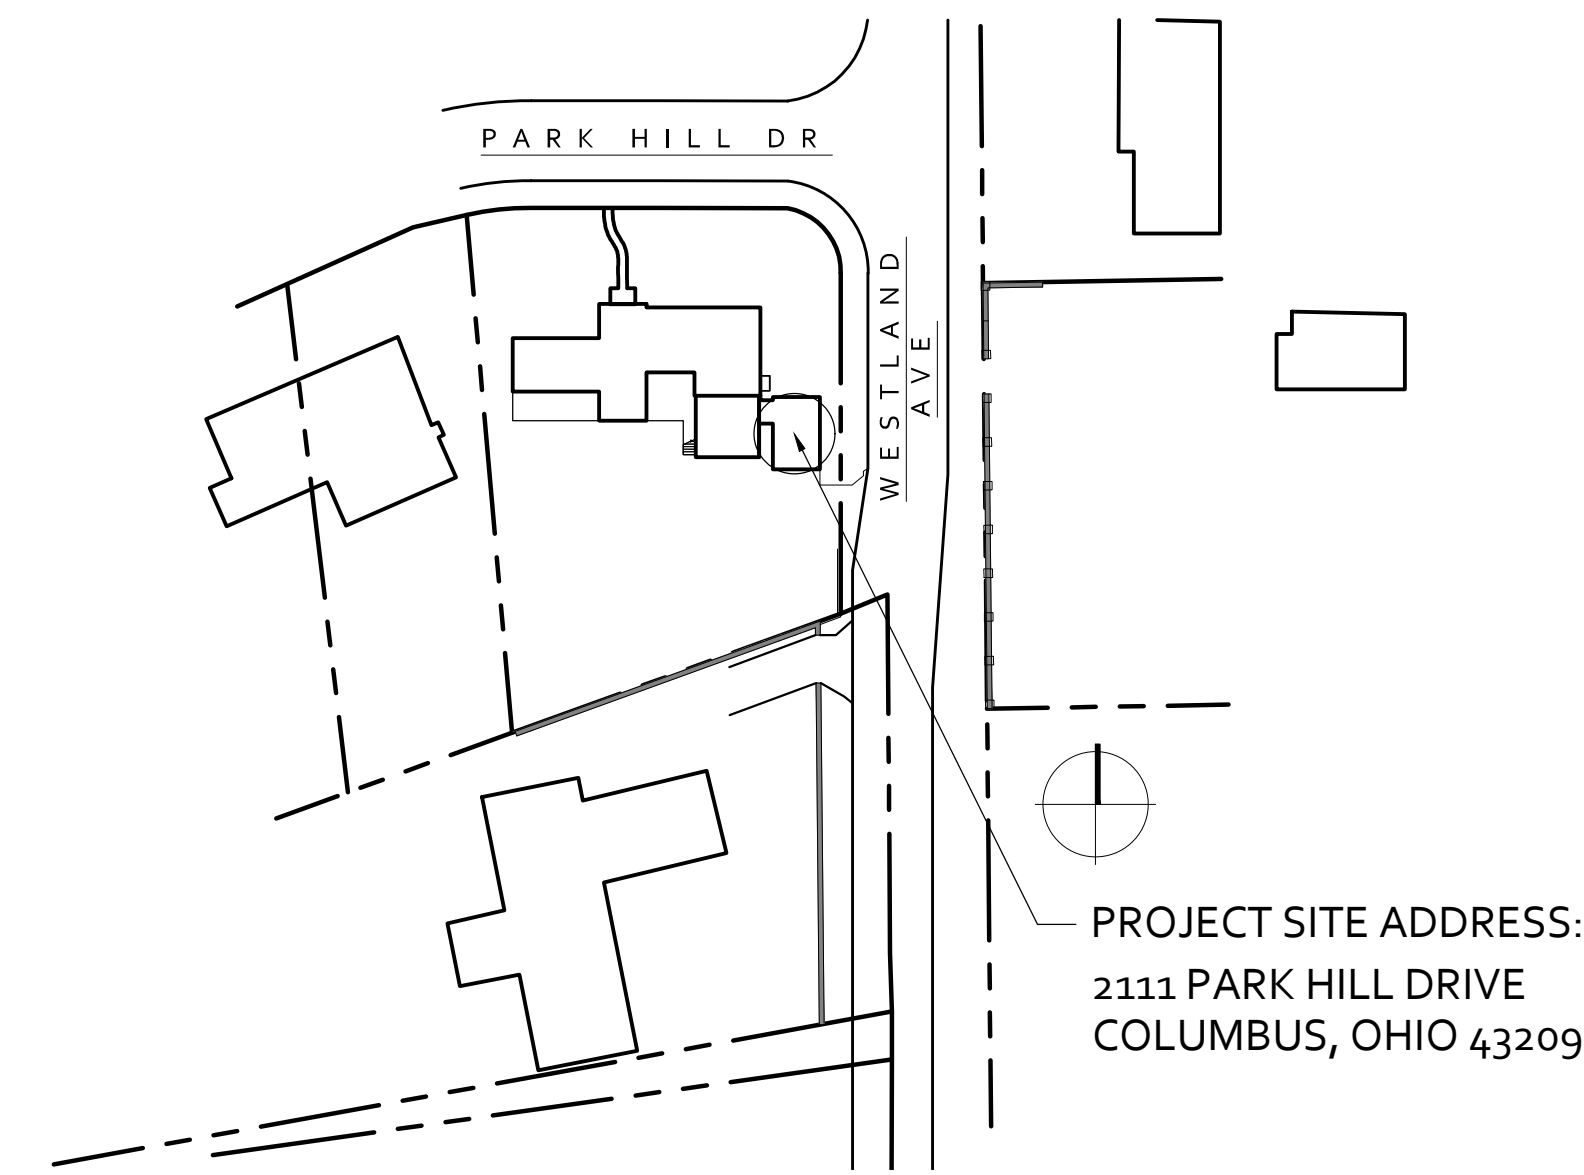 PARK HILL DR
WESTLAND
AVE
PROJECT SITE ADDRESS:
2111 PARK HILL DRIVE
COLUMBUS, OHIO 43209